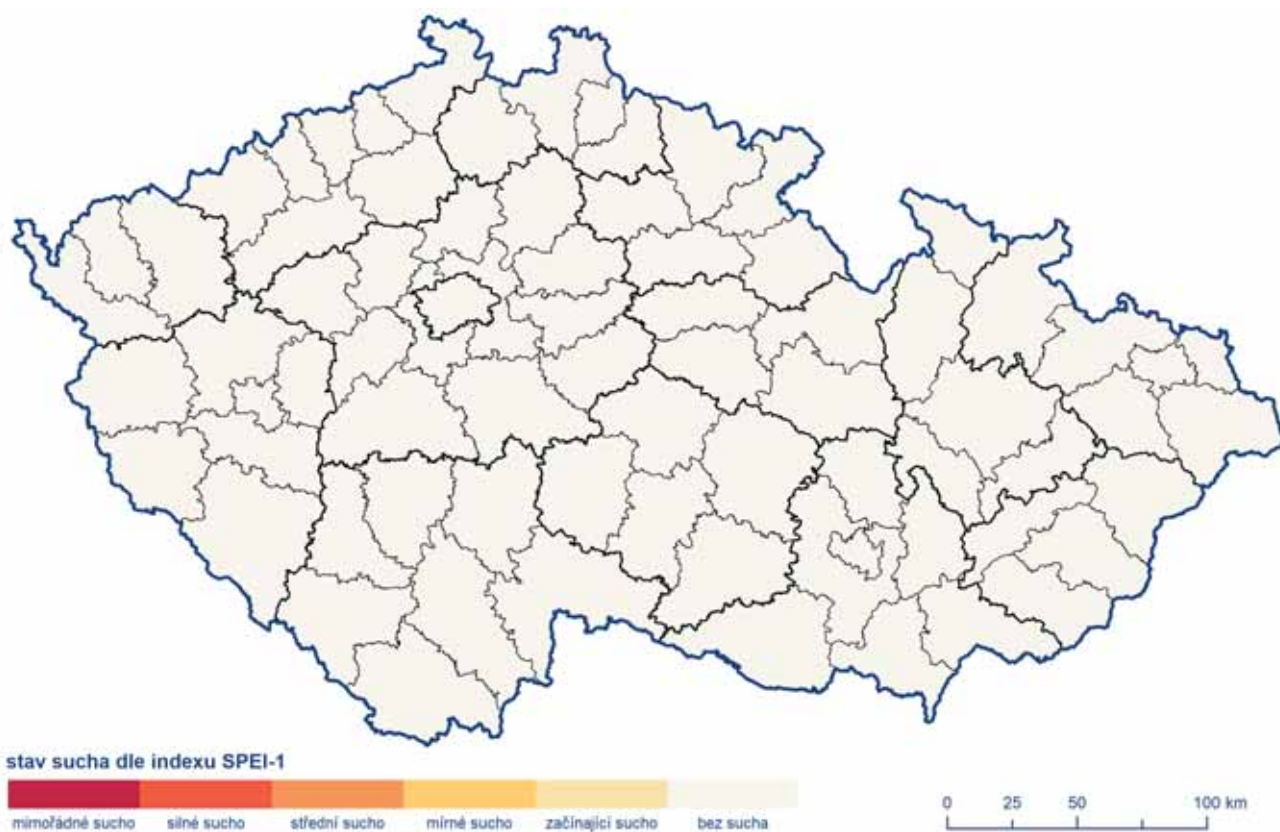 stav sucha dle indexu SPEI-1
mimořádné sucho silné sucho střední sucho mírné sucho začínající sucho bez sucha
0 25 50 100 km